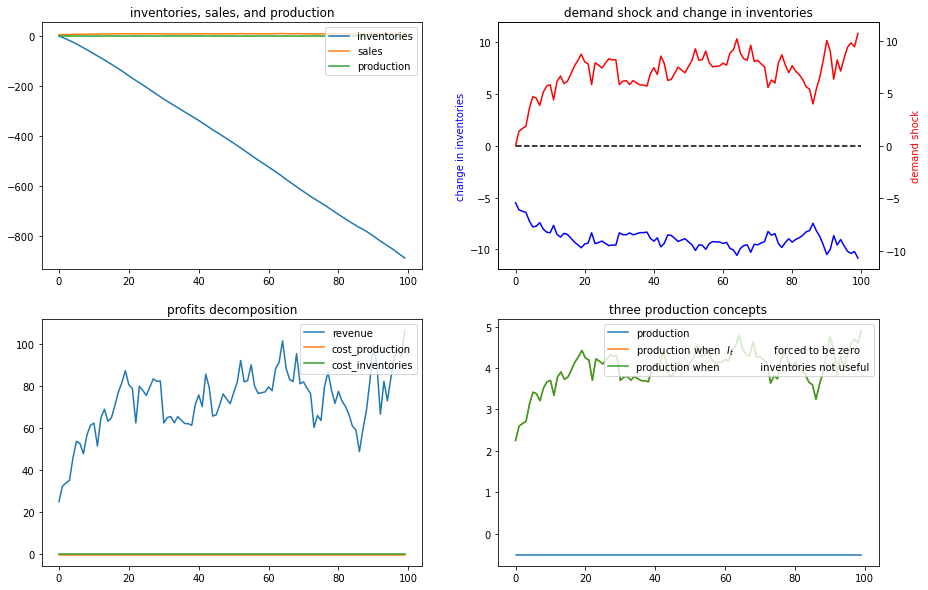 inventories, sales, and production
inventories
sales
production
0
−200
−400
−600
−800
0 20 40 60 80 100
demand shock and change in inventories
change in inventories
demand shock
10
5
0
−5
−10
10
5
0
−5
−10
0 20 40 60 80 100
profits decomposition
revenue
cost_production
cost_inventories
100
80
60
40
20
0
0 20 40 60 80 100
three production concepts
production
production when I_t forced to be zero
production when inventories not useful
5
4
3
2
1
0
0 20 40 60 80 100